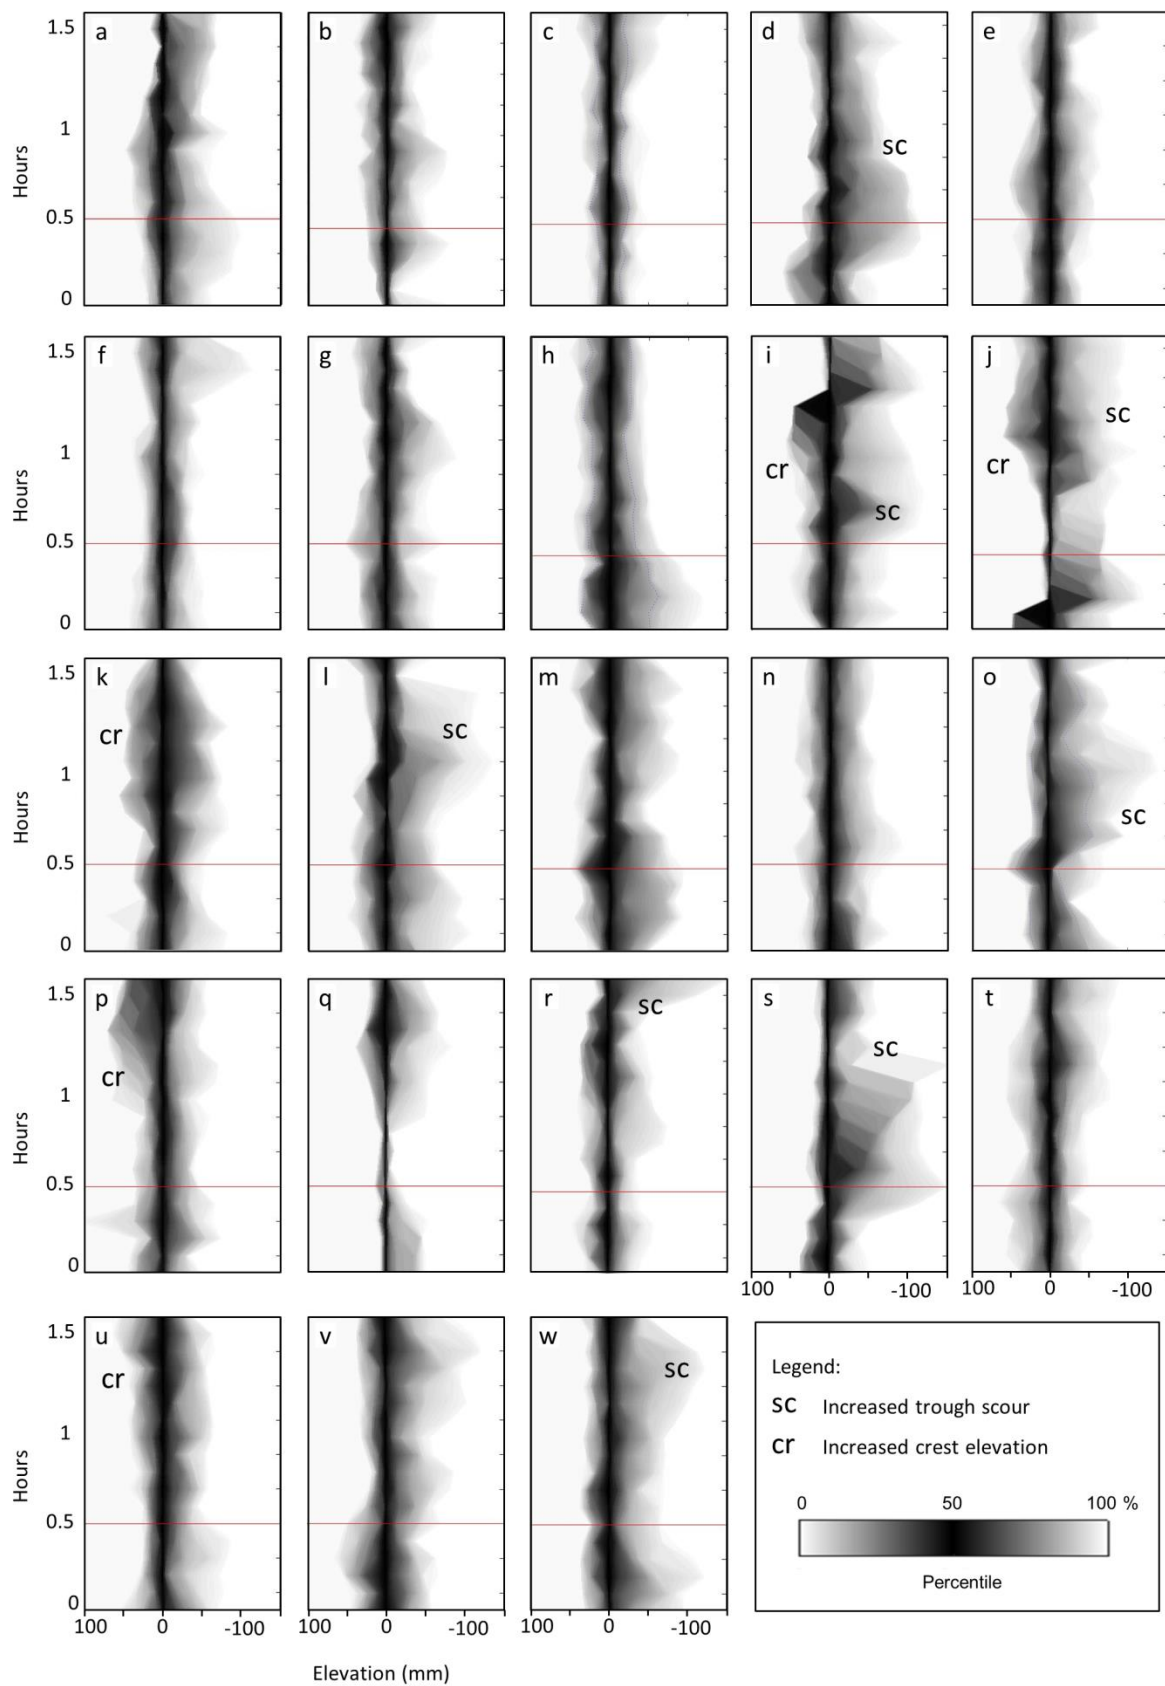 1.5 a b c d e
1 sc
Hours
0.5
0
1.5 f g h i j
sc
1 cr cr
Hours sc
0.5
0
1.5 k l m n o
cr sc
1
Hours sc
0.5
0
1.5 p q r s t
sc
sc
cr
1
Hours
0.5
0
100 0 -100 100 0 -100
1.5 u v w
cr sc
1
Hours
0.5
0
100 0 -100 100 0 -100 100 0 -100
Elevation (mm)
Legend:
sc Increased trough scour
cr Increased crest elevation
0 50 100 %
Percentile